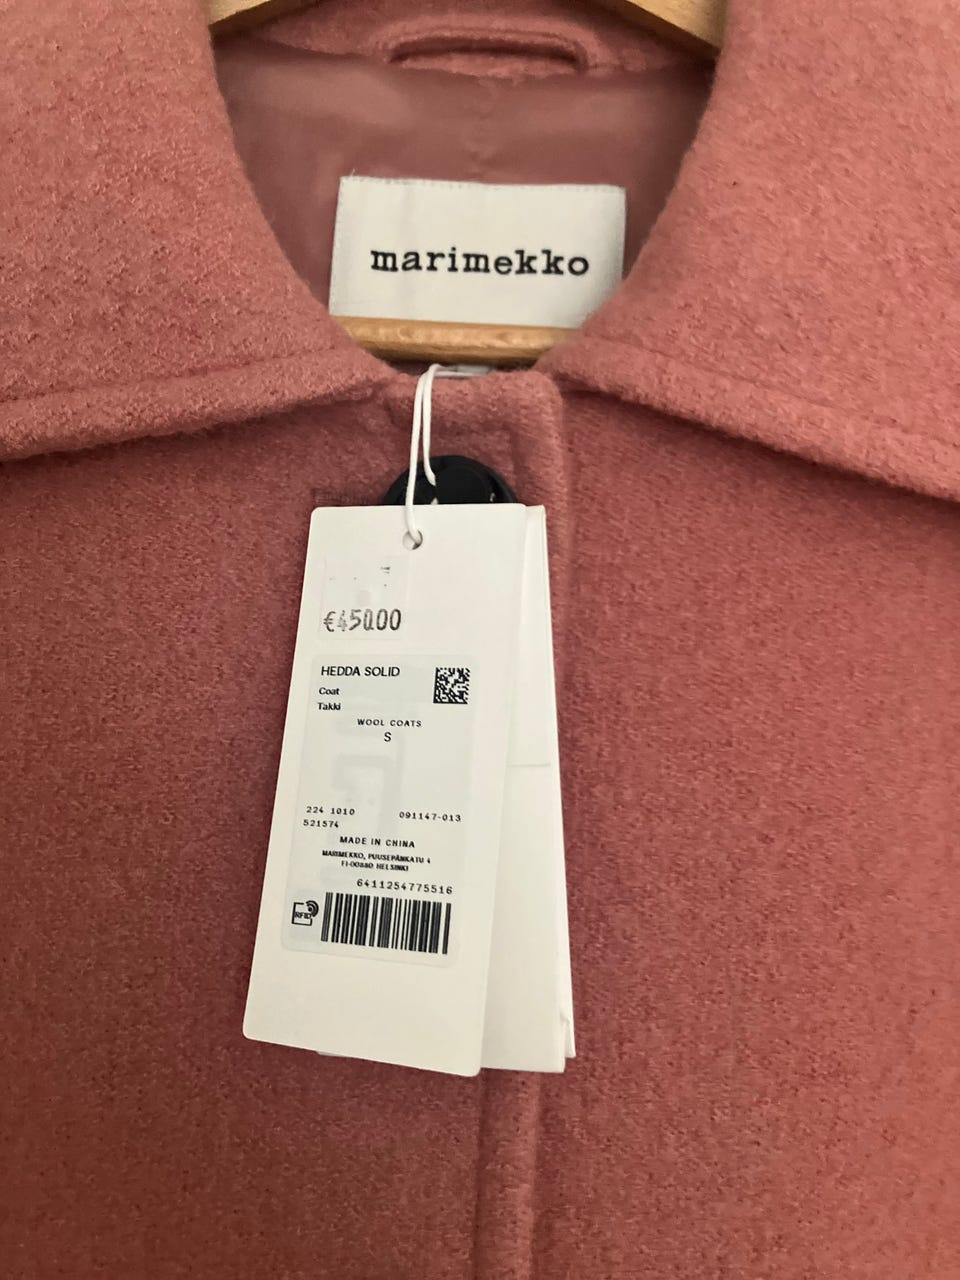 marimekko
€450.00
HEDDA SOLID
Coat
Takki
WOOL COATS
S
224 1010
091147-013
521574
MADE IN CHINA
MARIMEKKO, PUUSEPÄNKATU 4
FI-00880 HELSINKI
6411254775516
RFID